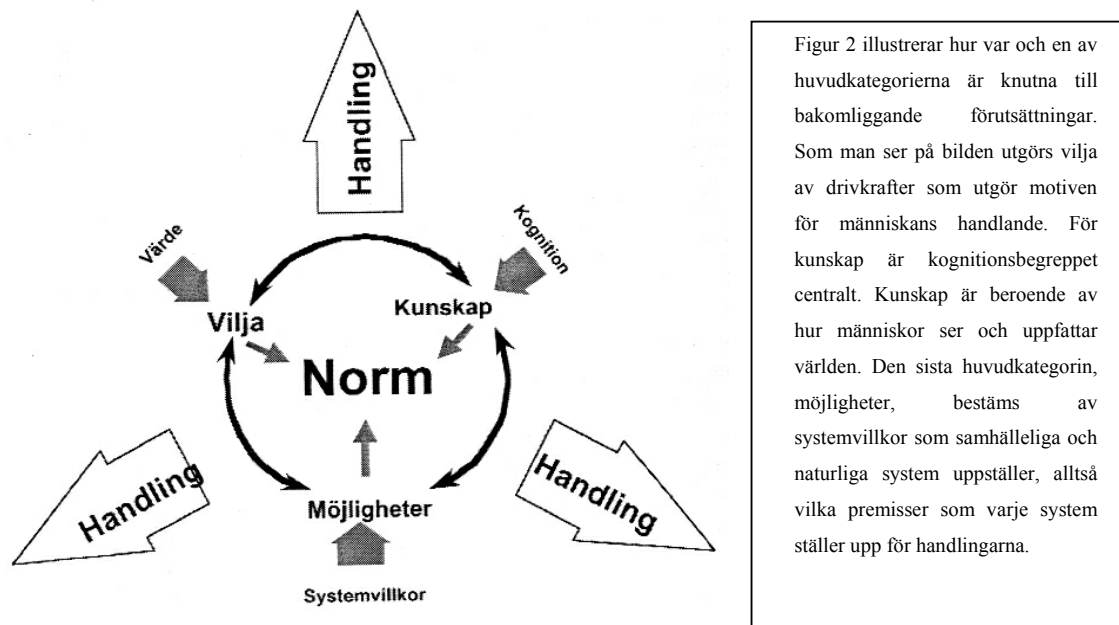 Handling
Värde
Kognition
Vilja
Kunskap
Norm
Handling
Handling
Möjligheter
Systemvillkor
Figur 2 illustrerar hur var och en av
huvudkategorierna är knutna till
bakomliggande förutsättningar.
Som man ser på bilden utgörs vilja
av drivkrafter som utgör motiven
för människans handlande. För
kunskap är kognitionsbegreppet
centralt. Kunskap är beroende av
hur människor ser och uppfattar
världen. Den sista huvudkategorin,
möjligheter, bestäms av
systemvillkor som samhälleliga och
naturliga system uppställer, alltså
vilka premisser som varje system
ställer upp för handlingarna.